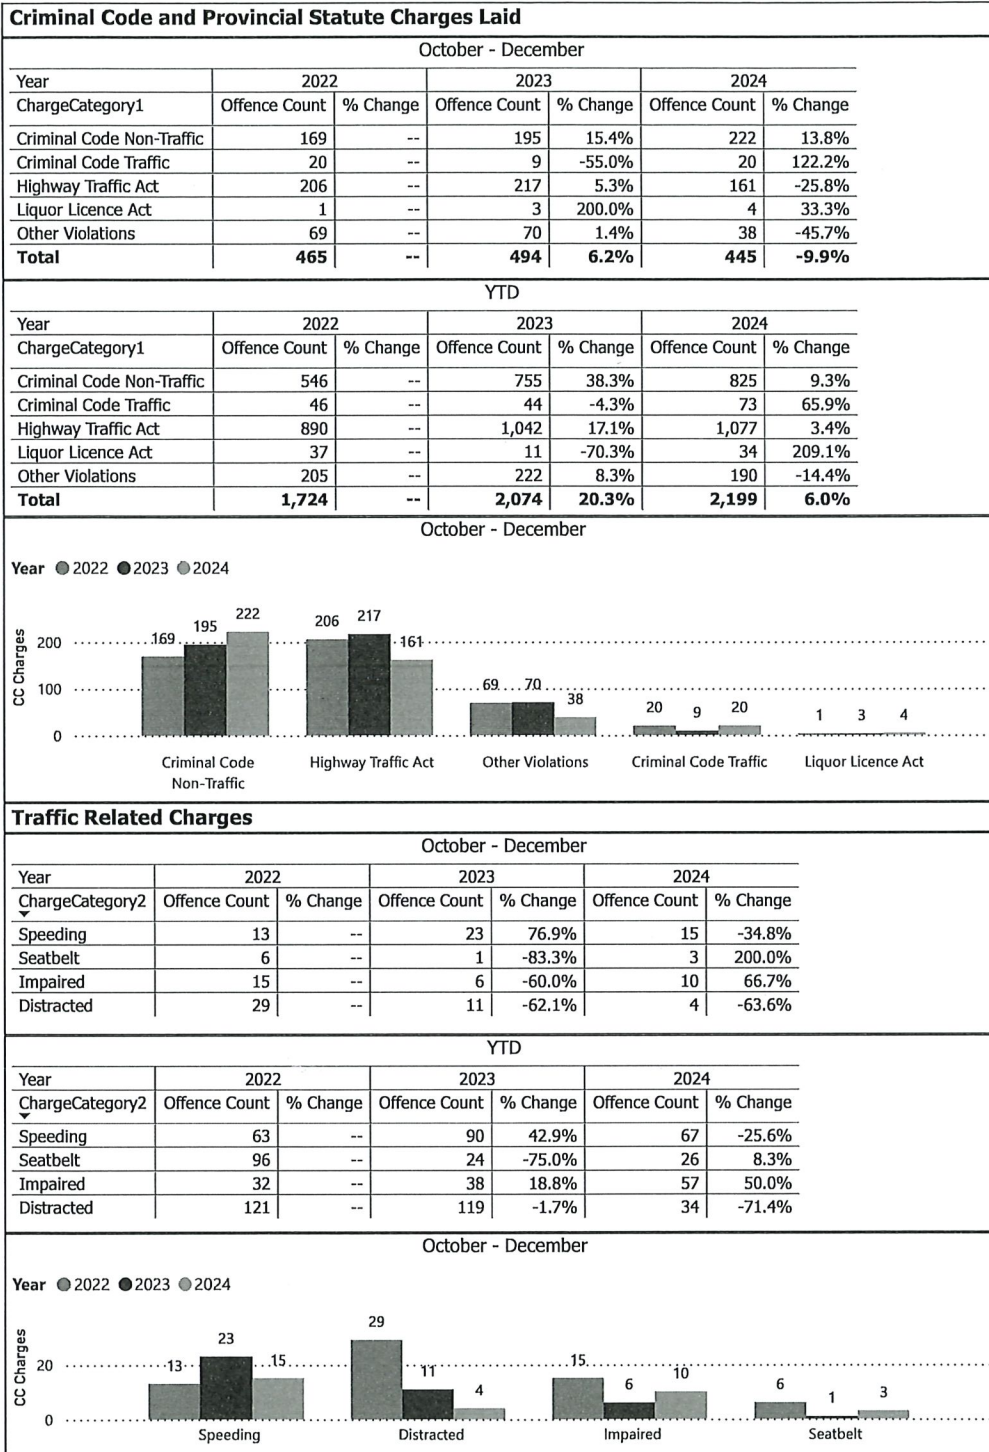 Criminal Code and Provincial Statute Charges Laid
October - December
Year 2022 2023 2024
ChargeCategory1 Offence Count % Change Offence Count % Change Offence Count % Change
Criminal Code Non-Traffic 169 -- 195 15.4% 222 13.8%
Criminal Code Traffic 20 -- 9 -55.0% 20 122.2%
Highway Traffic Act 206 -- 217 5.3% 161 -25.8%
Liquor Licence Act 1 -- 3 200.0% 4 33.3%
Other Violations 69 -- 70 1.4% 38 -45.7%
Total 465 -- 494 6.2% 445 -9.9%
YTD
Year 2022 2023 2024
ChargeCategory1 Offence Count % Change Offence Count % Change Offence Count % Change
Criminal Code Non-Traffic 546 -- 755 38.3% 825 9.3%
Criminal Code Traffic 46 -- 44 -4.3% 73 65.9%
Highway Traffic Act 890 -- 1,042 17.1% 1,077 3.4%
Liquor Licence Act 37 -- 11 -70.3% 34 209.1%
Other Violations 205 -- 222 8.3% 190 -14.4%
Total 1,724 -- 2,074 20.3% 2,199 6.0%
October - December
Year 2022 2023 2024
CC Charges
200
100
0
169 195 222 206 217 161 69 70 38 20 9 20 1 3 4
Criminal Code Highway Traffic Act Other Violations Criminal Code Traffic Liquor Licence Act
Non-Traffic
Traffic Related Charges
October - December
Year 2022 2023 2024
ChargeCategory2 Offence Count % Change Offence Count % Change Offence Count % Change
Speeding 13 -- 23 76.9% 15 -34.8%
Seatbelt 6 -- 1 -83.3% 3 200.0%
Impaired 15 -- 6 -60.0% 10 66.7%
Distracted 29 -- 11 -62.1% 4 -63.6%
YTD
Year 2022 2023 2024
ChargeCategory2 Offence Count % Change Offence Count % Change Offence Count % Change
Speeding 63 -- 90 42.9% 67 -25.6%
Seatbelt 96 -- 24 -75.0% 26 8.3%
Impaired 32 -- 38 18.8% 57 50.0%
Distracted 121 -- 119 -1.7% 34 -71.4%
October - December
Year 2022 2023 2024
CC Charges
20
0
13 23 15 29 11 4 15 6 10 6 1 3
Speeding Distracted Impaired Seatbelt